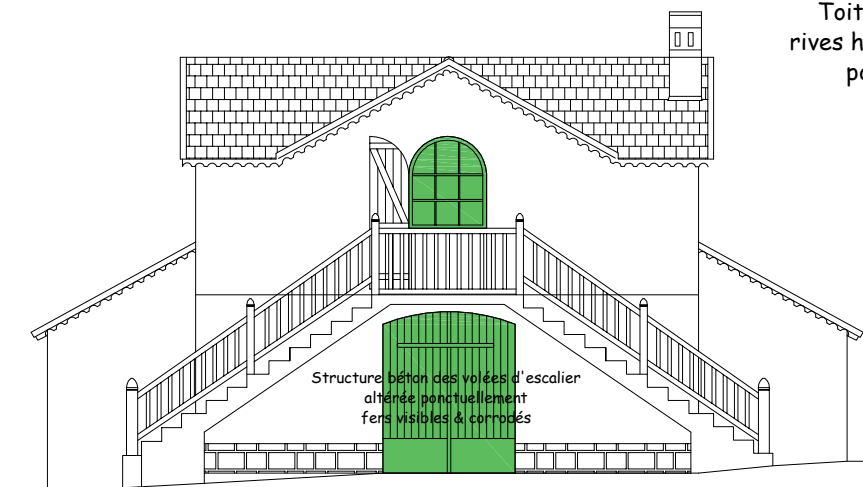 Toit
rives h
po
Structure béton des volées d'escalier
altérée ponctuellement
fers visibles & corrodés